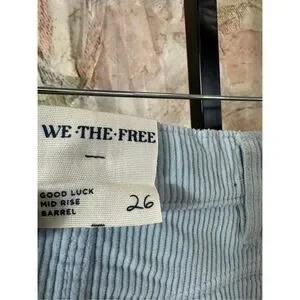 WE·THE·FREE
GOOD LUCK
MID RISE
BARREL
26